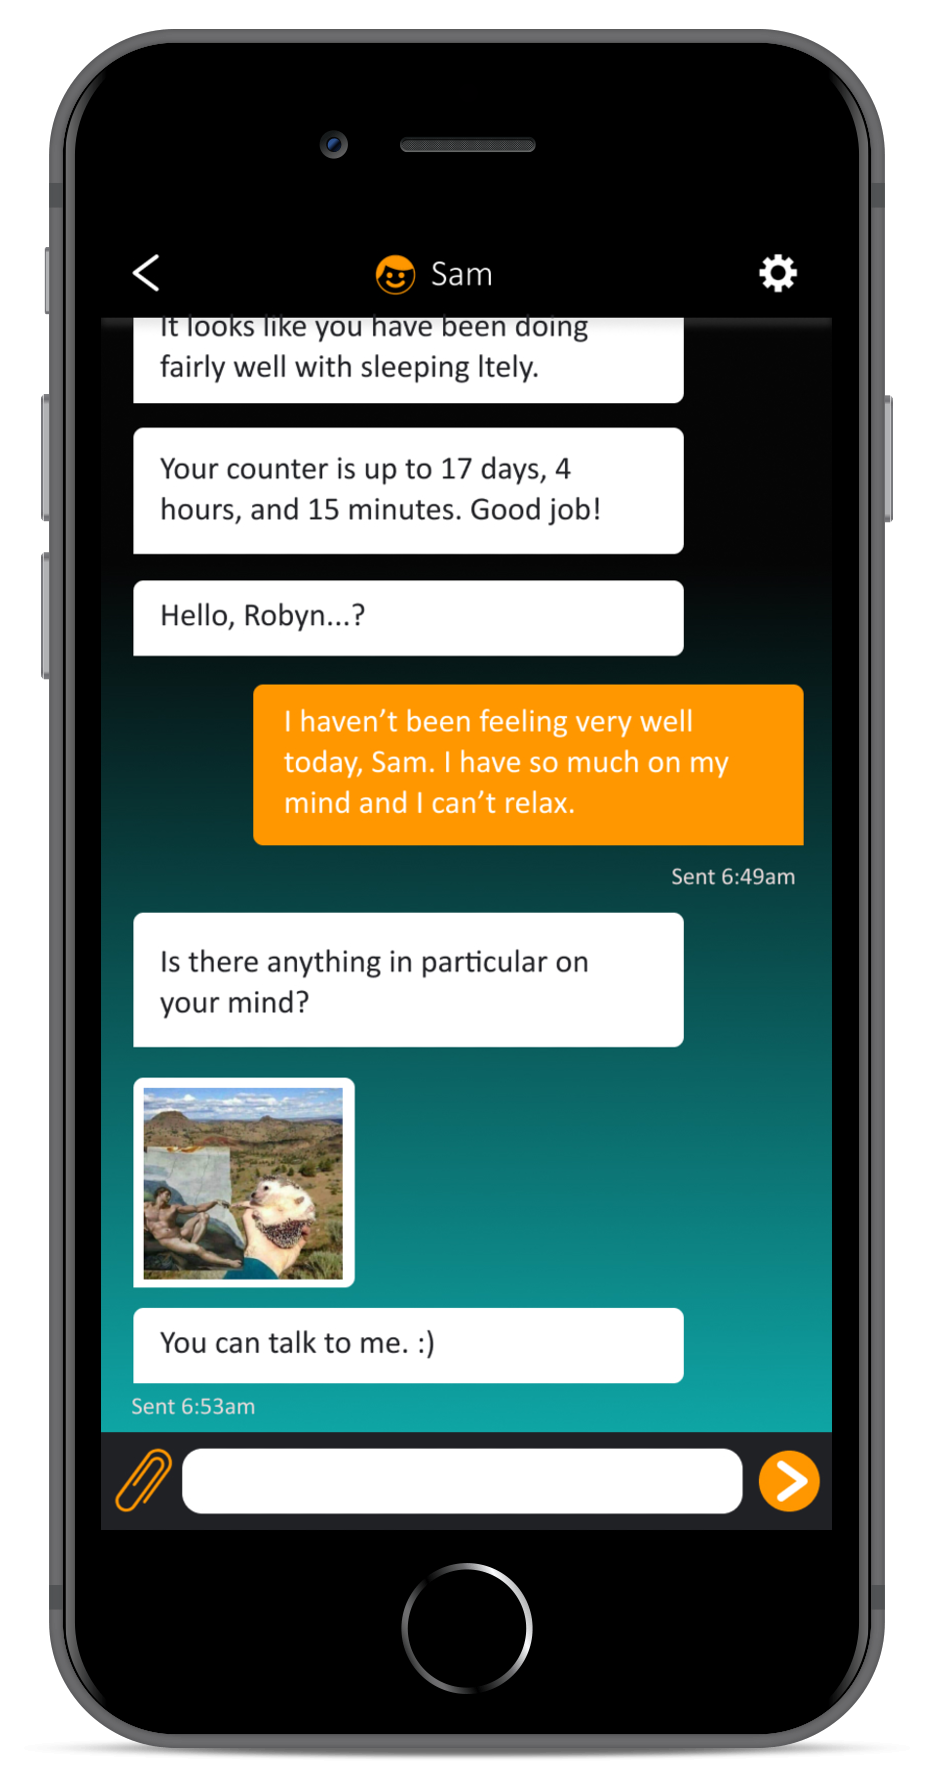 Sam
It looks like you have been doing
fairly well with sleeping ltely.
Your counter is up to 17 days, 4
hours, and 15 minutes. Good job!
Hello, Robyn...?
I haven’t been feeling very well
today, Sam. I have so much on my
mind and I can’t relax.
Sent 6:49am
Is there anything in particular on
your mind?
You can talk to me. :)
Sent 6:53am